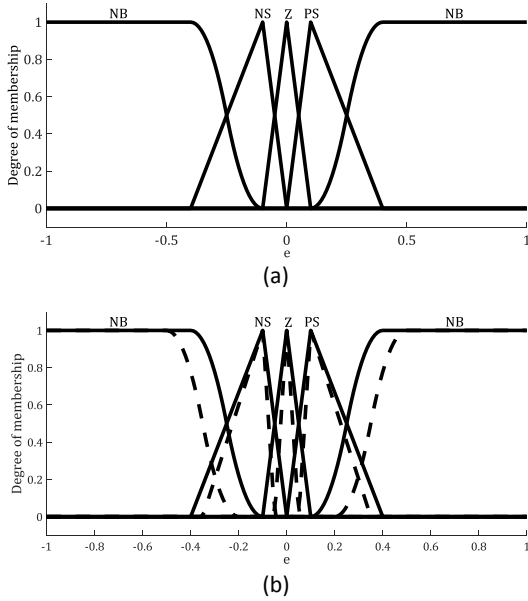 NB NS Z PS NB
1
0.8
0.6
0.4
0.2
0
Degree of membership
-1 -0.5 0 0.5 1
e
(a)
NB NS Z PS NB
1
0.8
0.6
0.4
0.2
0
Degree of membership
-1 -0.8 -0.6 -0.4 -0.2 0 0.2 0.4 0.6 0.8 1
e
(b)